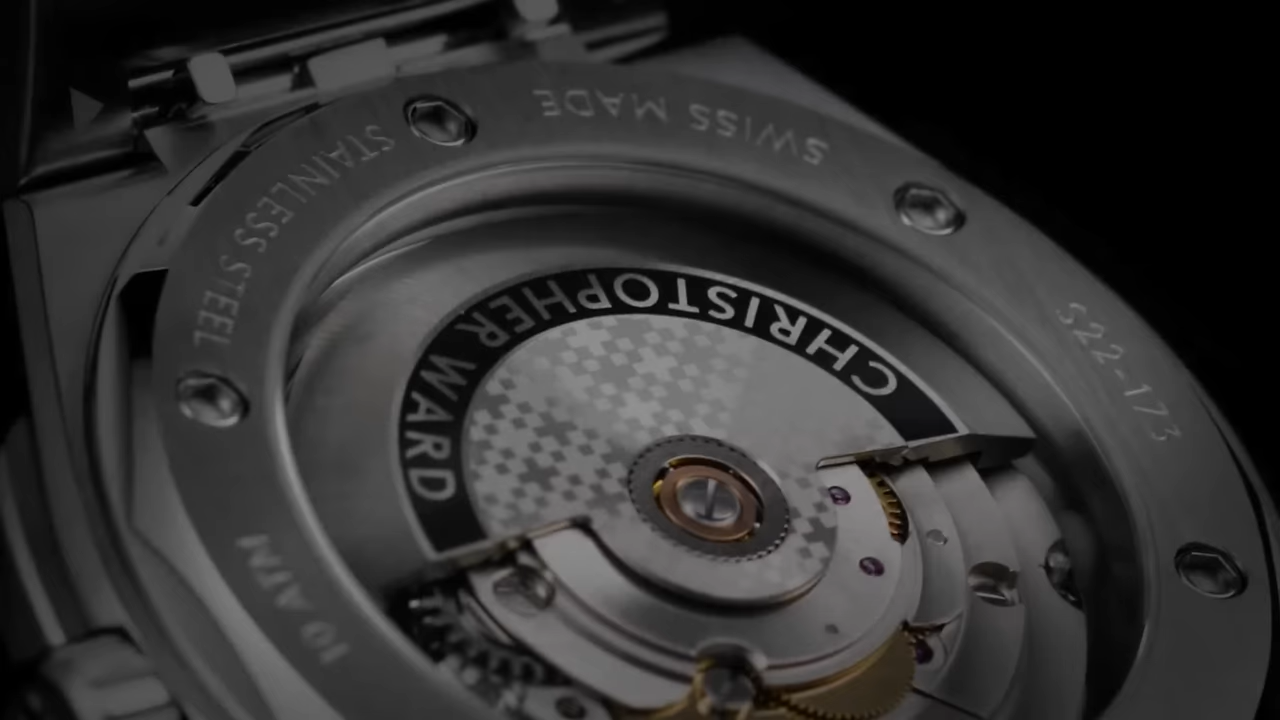 SWISS MADE
STAINLESS STEEL
10 ATM
S22-173
CHRISTOPHER WARD